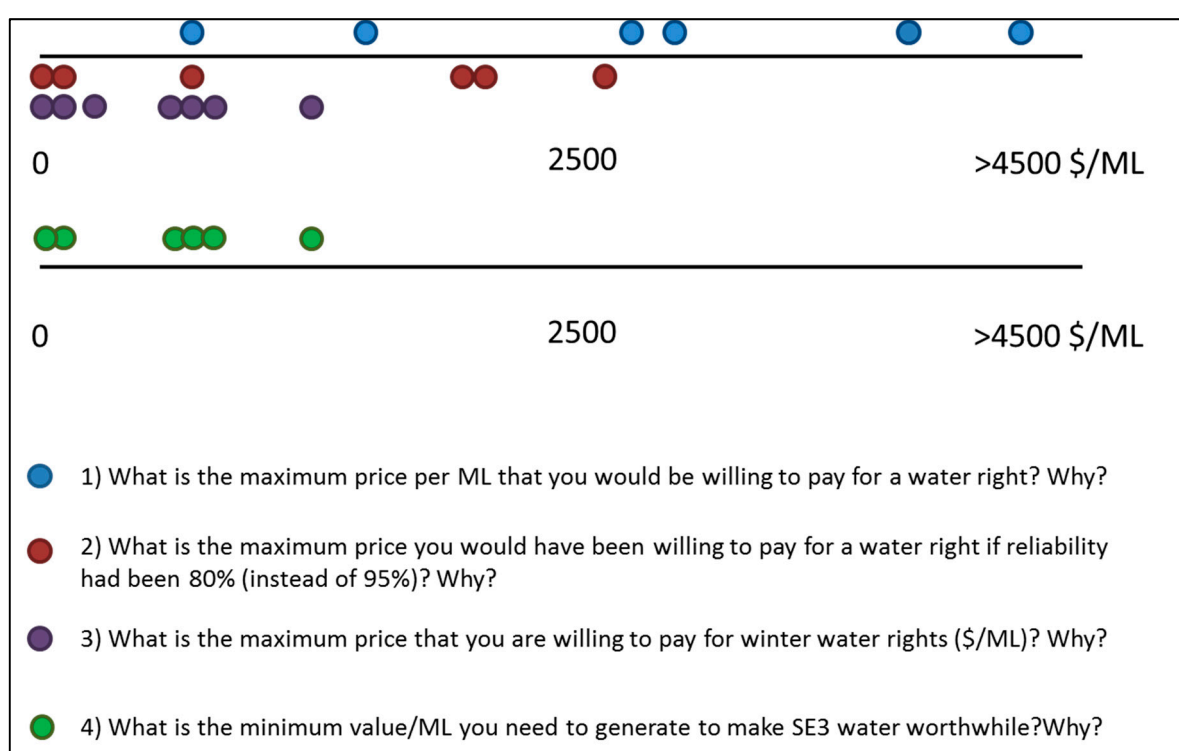 0 2500 >4500 $/ML
0 2500 >4500 $/ML
1) What is the maximum price per ML that you would be willing to pay for a water right? Why?
2) What is the maximum price you would have been willing to pay for a water right if reliability
had been 80% (instead of 95%)? Why?
3) What is the maximum price that you are willing to pay for winter water rights ($/ML)? Why?
4) What is the minimum value/ML you need to generate to make SE3 water worthwhile?Why?